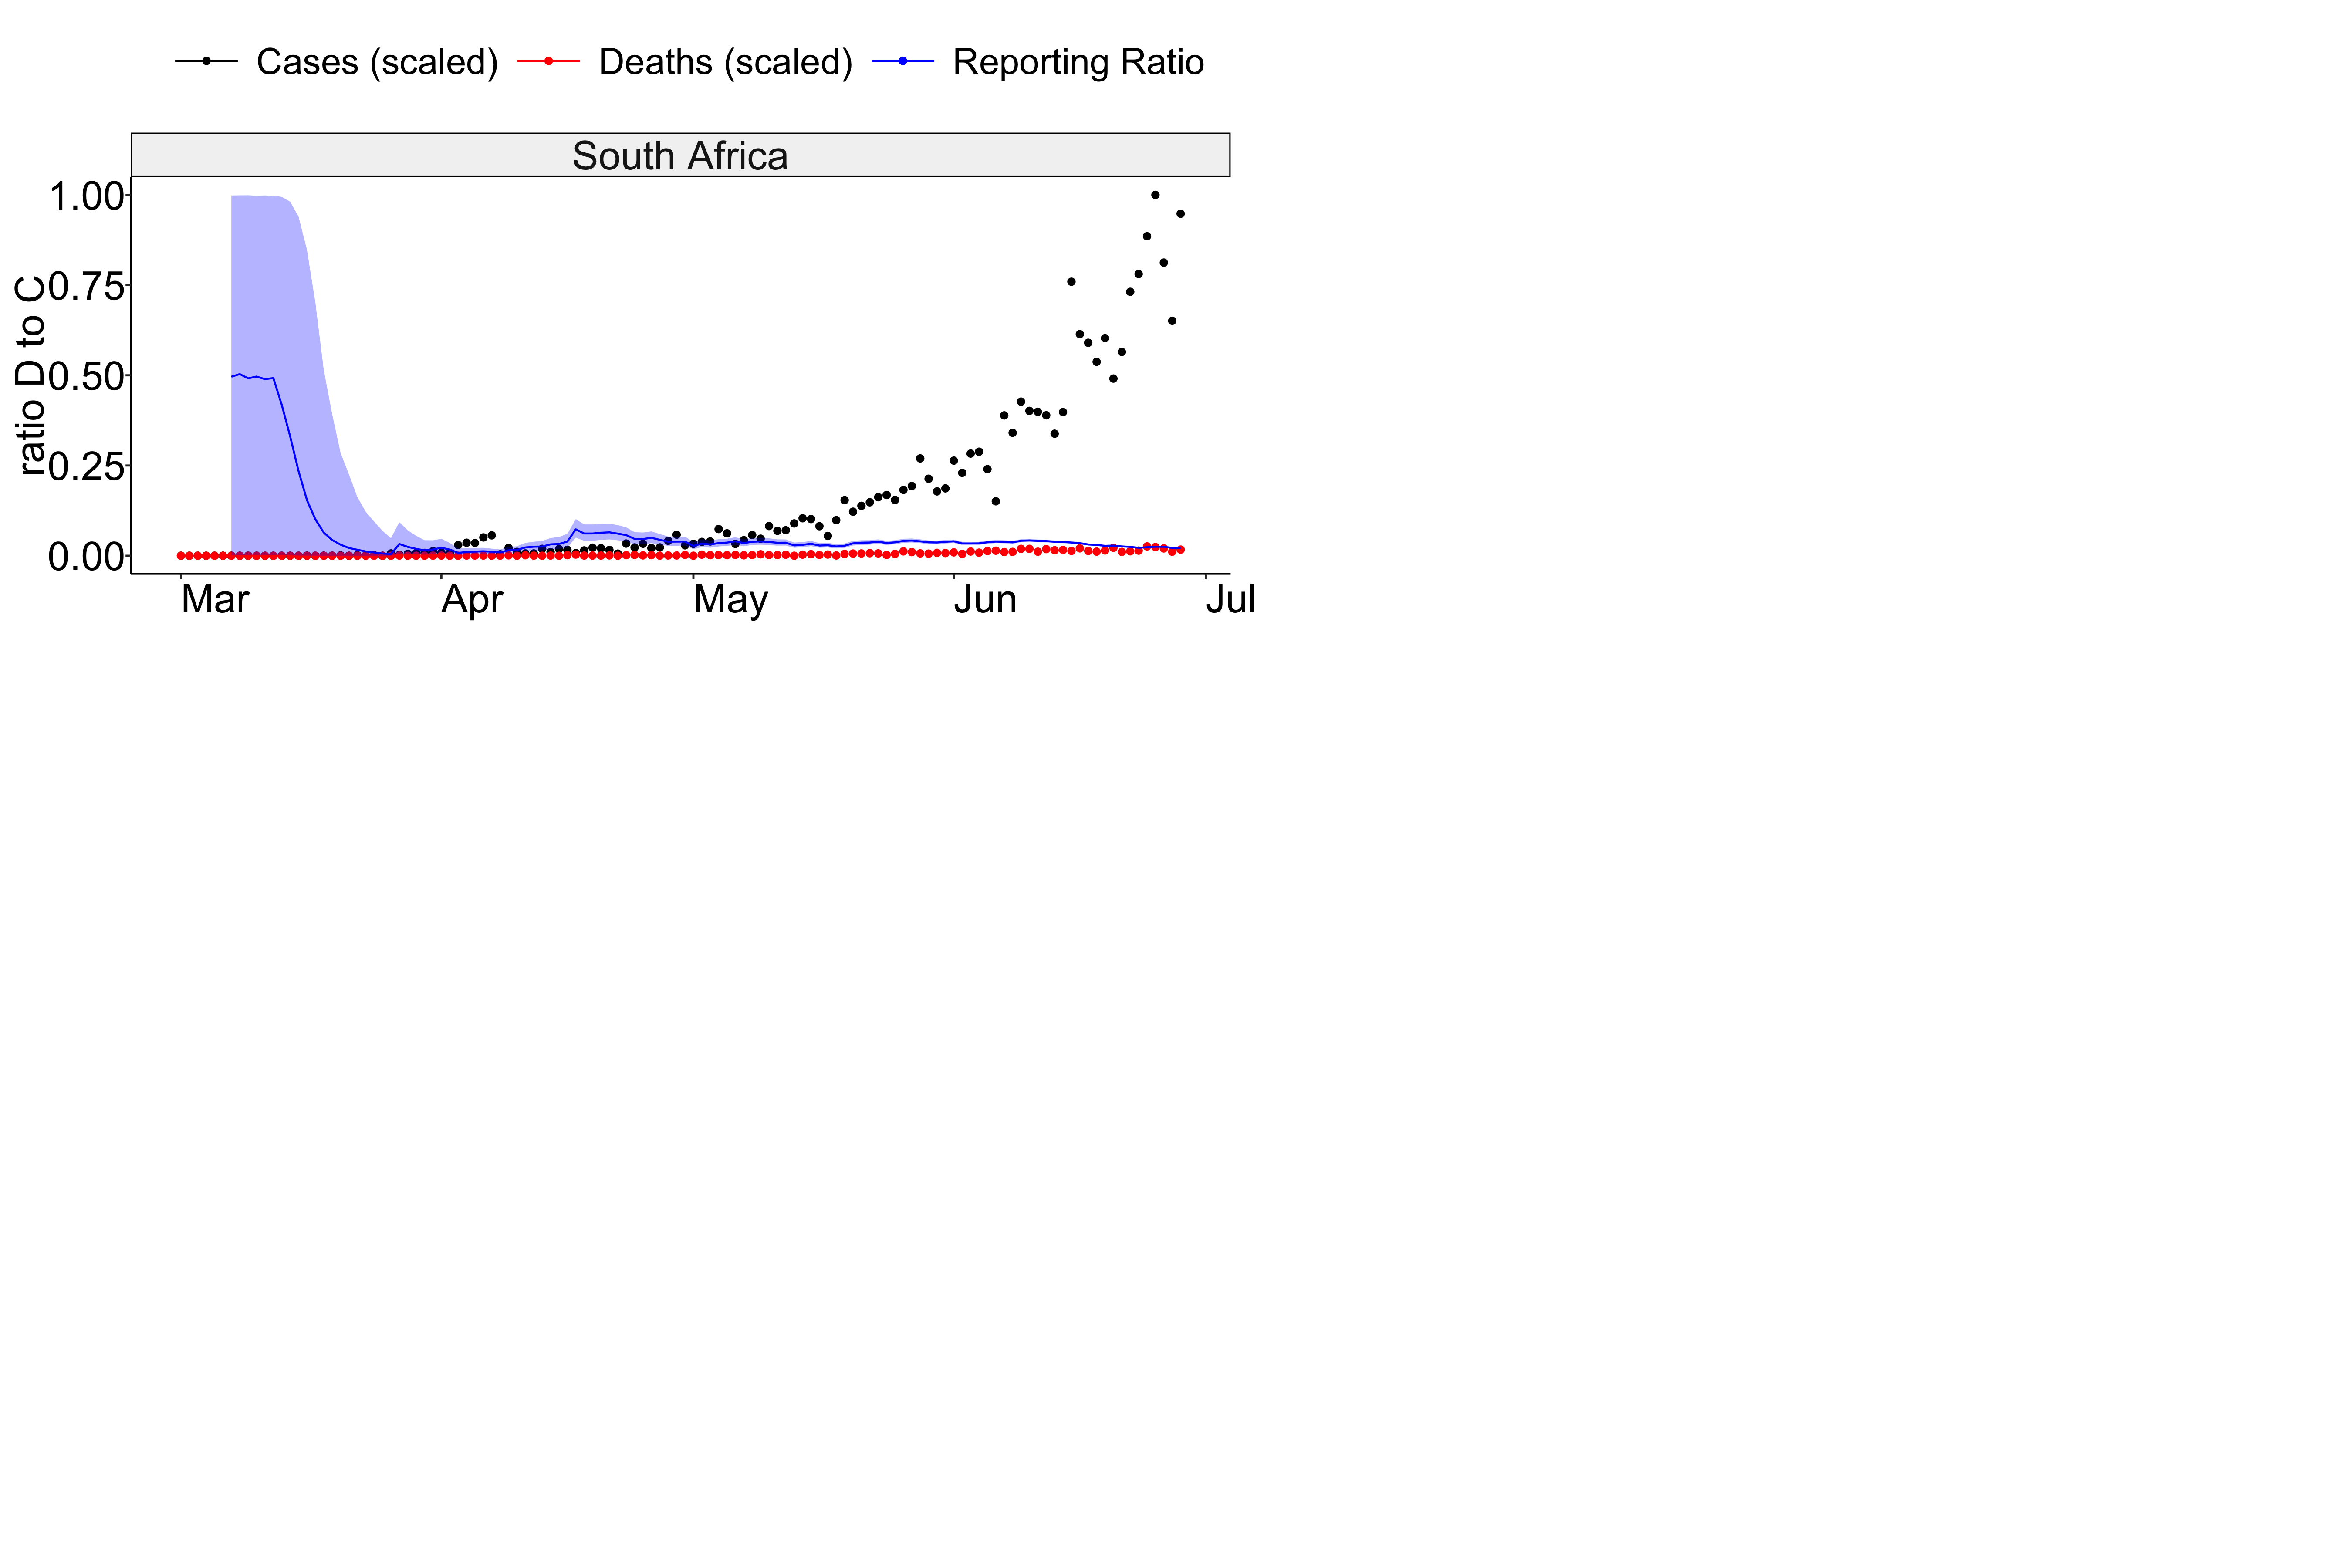 Cases (scaled) Deaths (scaled) Reporting Ratio
South Africa
ratio D to C
1.00
0.75
0.50
0.25
0.00
Mar Apr May Jun Jul